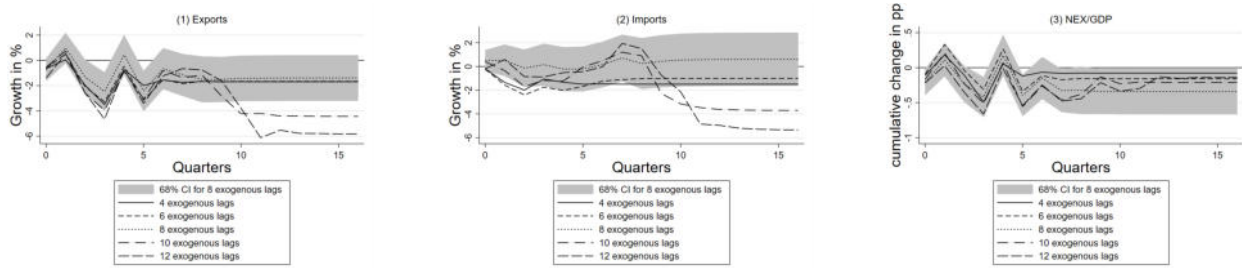 (1) Exports
Growth in %
2
0
-2
-4
-6
0
5
10
15
Quarters
68% CI for 8 exogenous lags
4 exogenous lags
6 exogenous lags
8 exogenous lags
10 exogenous lags
12 exogenous lags
(2) Imports
Growth in %
2
0
-2
-4
-6
0
5
10
15
Quarters
68% CI for 8 exogenous lags
4 exogenous lags
6 exogenous lags
8 exogenous lags
10 exogenous lags
12 exogenous lags
(3) NEX/GDP
cumulative change in pp
.5
0
-.5
-1
0
5
10
15
Quarters
68% CI for 8 exogenous lags
4 exogenous lags
6 exogenous lags
8 exogenous lags
10 exogenous lags
12 exogenous lags